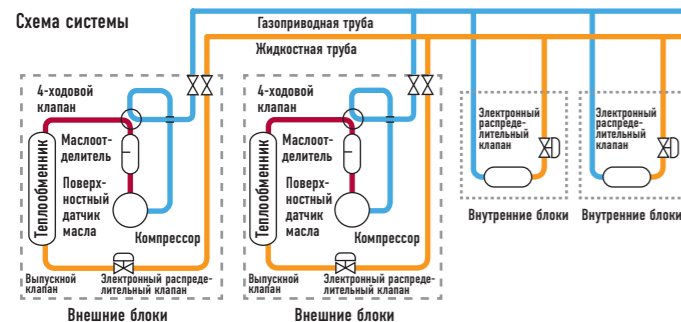 Схема системы
Газоприводная труба
Жидкостная труба
4-ходовой
клапан
Маслоот-
делитель
Поверх-
ностный
датчик
масла
Теплообменник
Компрессор
Выпускной
клапан
Электронный распреде-
лительный клапан
Внешние блоки
4-ходовой
клапан
Маслоот-
делитель
Поверх-
ностный
датчик
масла
Теплообменник
Компрессор
Выпускной
клапан
Электронный распреде-
лительный клапан
Внешние блоки
Электронный
распреде-
лительный
клапан
Внутренние блоки
Электронный
распреде-
лительный
клапан
Внутренние блоки